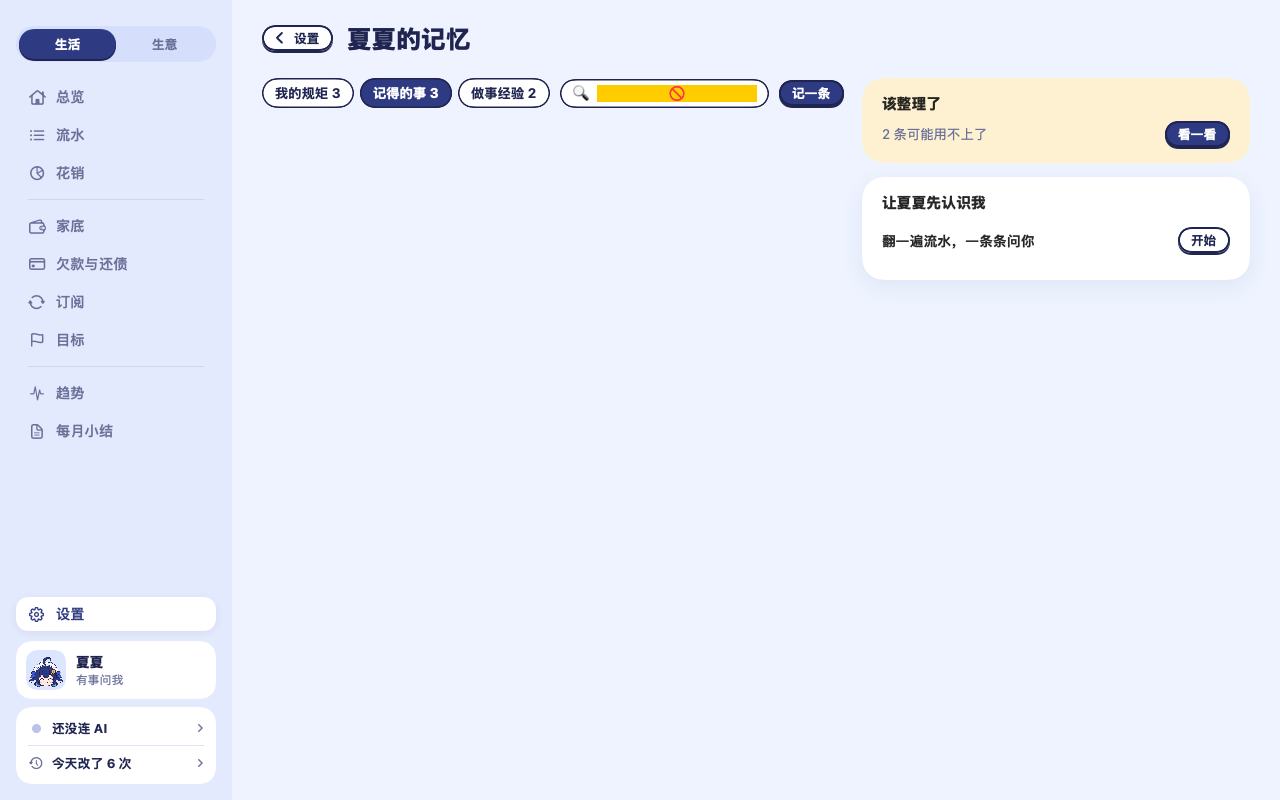 生活
生意
总览
流水
花销
家底
欠款与还债
订阅
目标
趋势
每月小结
设置
夏夏
有事问我
还没连 AI
今天改了 6 次
设置
夏夏的记忆
我的规矩 3
记得的事 3
做事经验 2
记一条
该整理了
2 条可能用不上了
看一看
让夏夏先认识我
翻一遍流水，一条条问你
开始